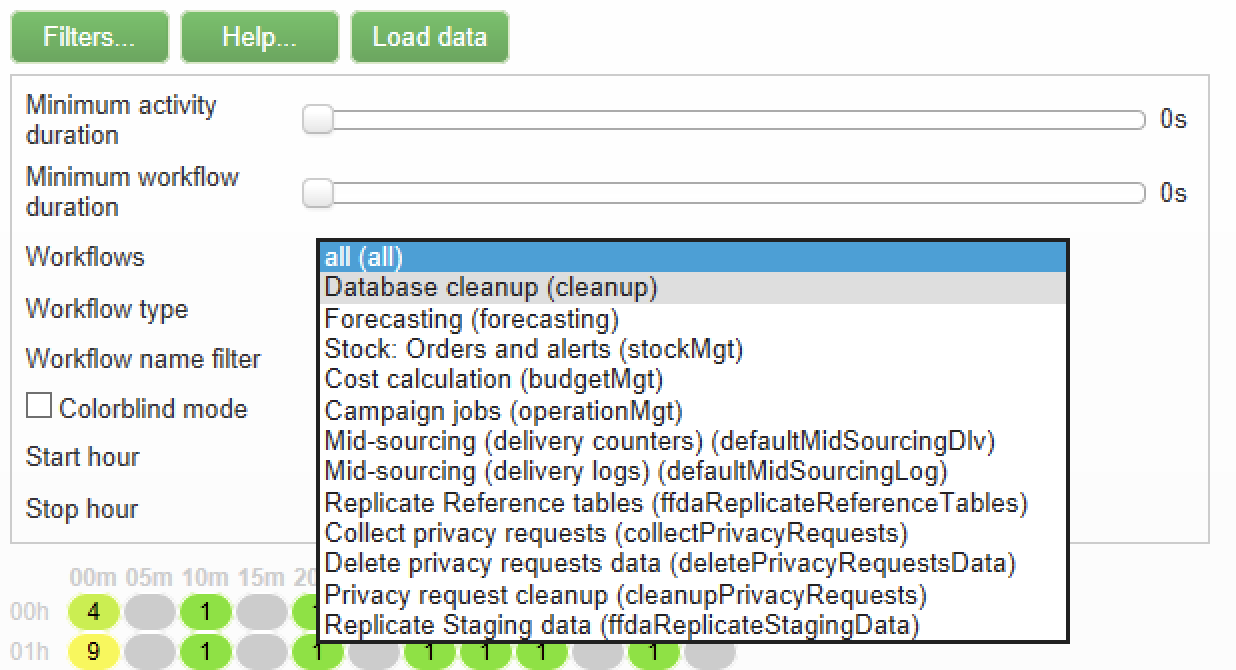 Filters... Help... Load data
Minimum activity
duration
0s
Minimum workflow
duration
0s
Workflows
Workflow type
Workflow name filter
Colorblind mode
Start hour
Stop hour
all (all)
Database cleanup (cleanup)
Forecasting (forecasting)
Stock: Orders and alerts (stockMgt)
Cost calculation (budgetMgt)
Campaign jobs (operationMgt)
Mid-sourcing (delivery counters) (defaultMidSourcingDlv)
Mid-sourcing (delivery logs) (defaultMidSourcingLog)
Replicate Reference tables (ffdaReplicateReferenceTables)
Collect privacy requests (collectPrivacyRequests)
Delete privacy requests data (deletePrivacyRequestsData)
Privacy request cleanup (cleanupPrivacyRequests)
Replicate Staging data (ffdaReplicateStagingData)
00m 05m 10m 15m 20
00h 4 1 1
01h 9 1 1 1 1 1 1